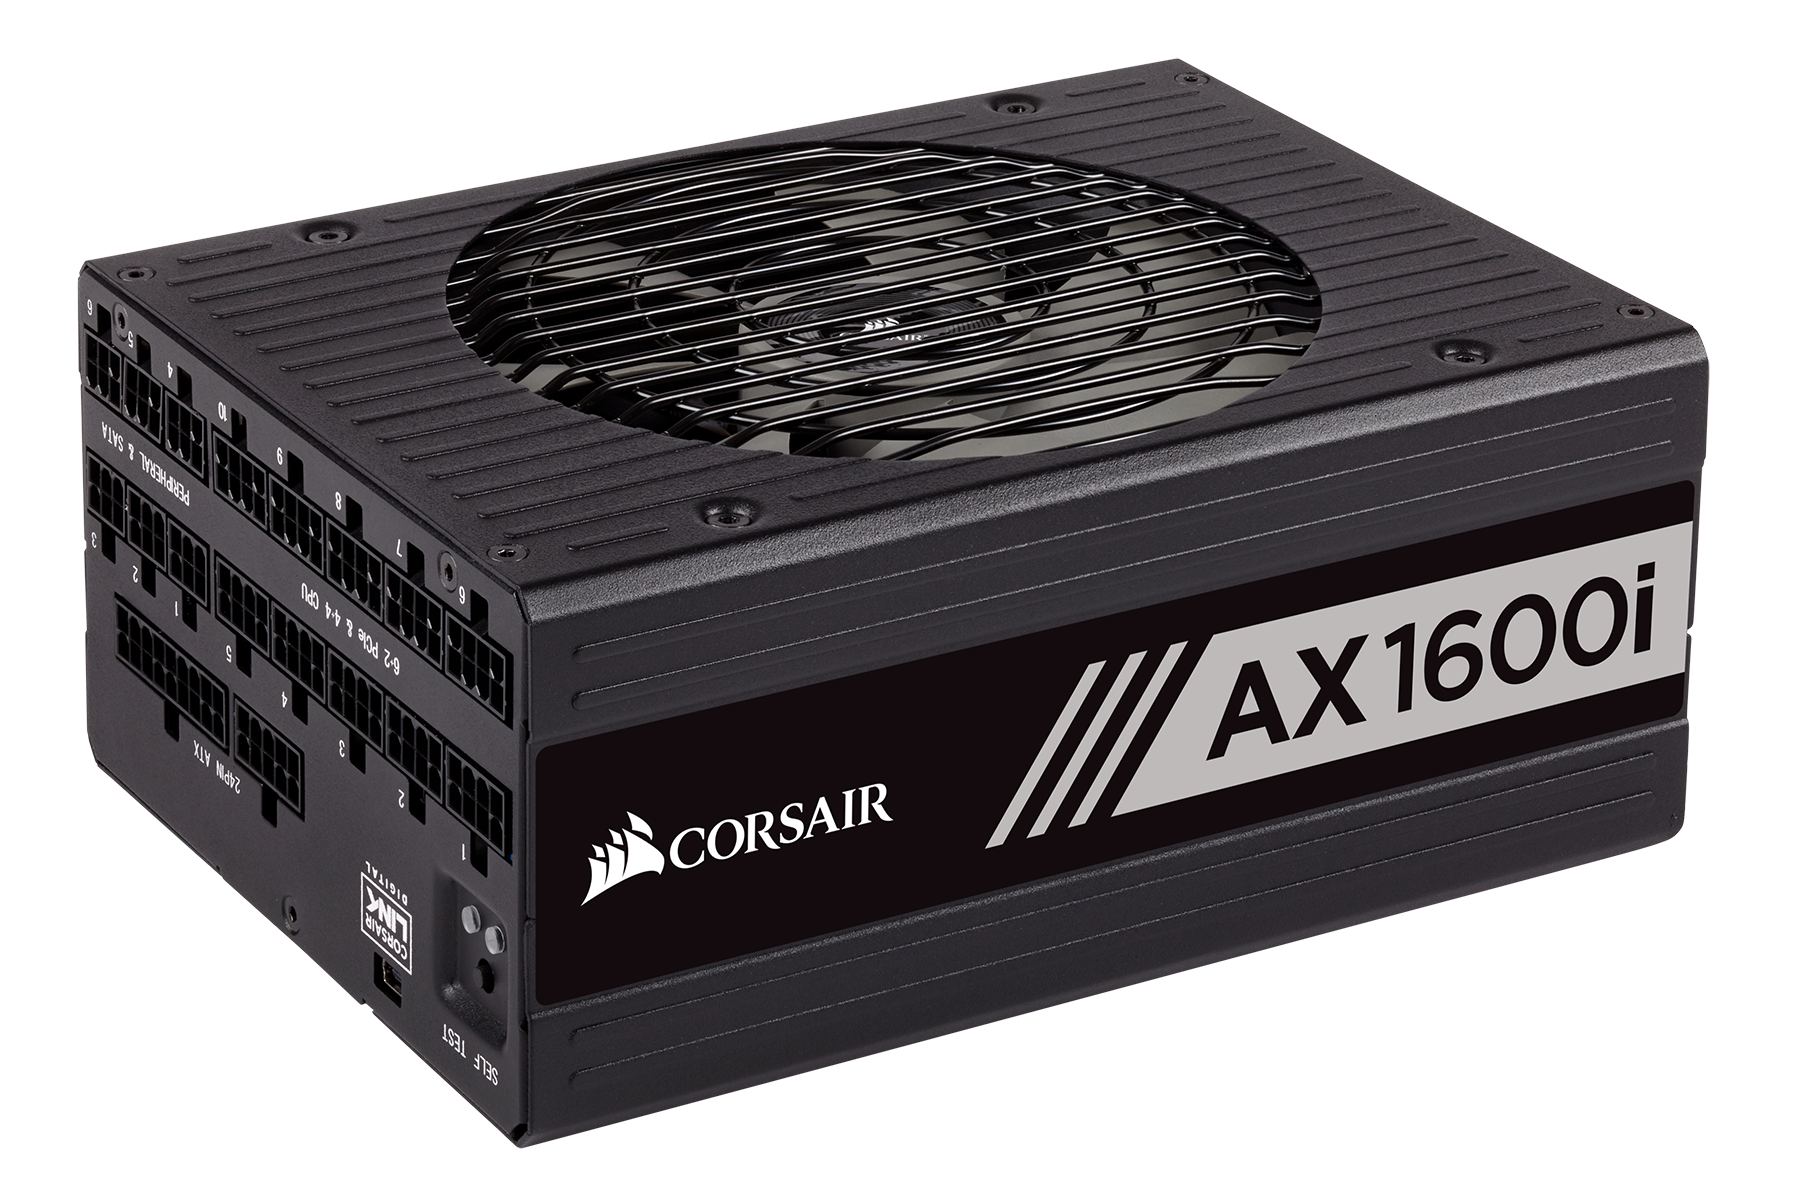 CORSAIR
AX1600i
6
5
4
10
9
8
7
6
PERIPHERAL & SATA
6+2 PCIe & 4+4 CPU
3
2
1
5
4
3
2
1
24PIN ATX
CORSAIR
LINK
DIGITAL
SELF TEST